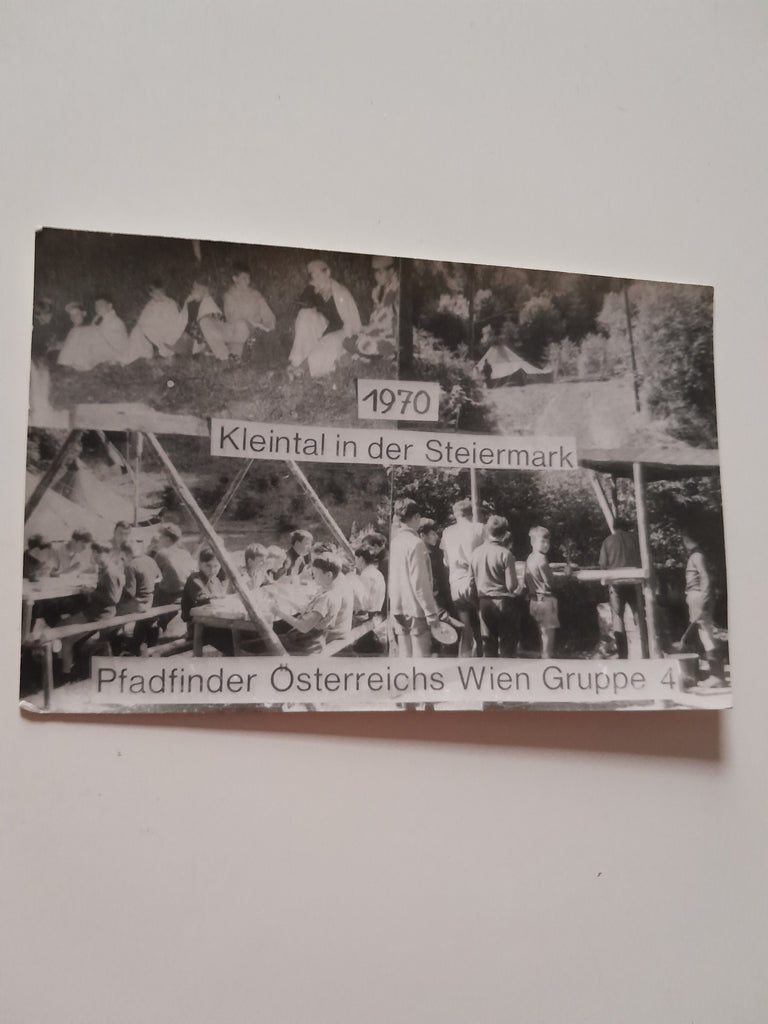 1970
Kleintal in der Steiermark
Pfadfinder Österreichs Wien Gruppe 4